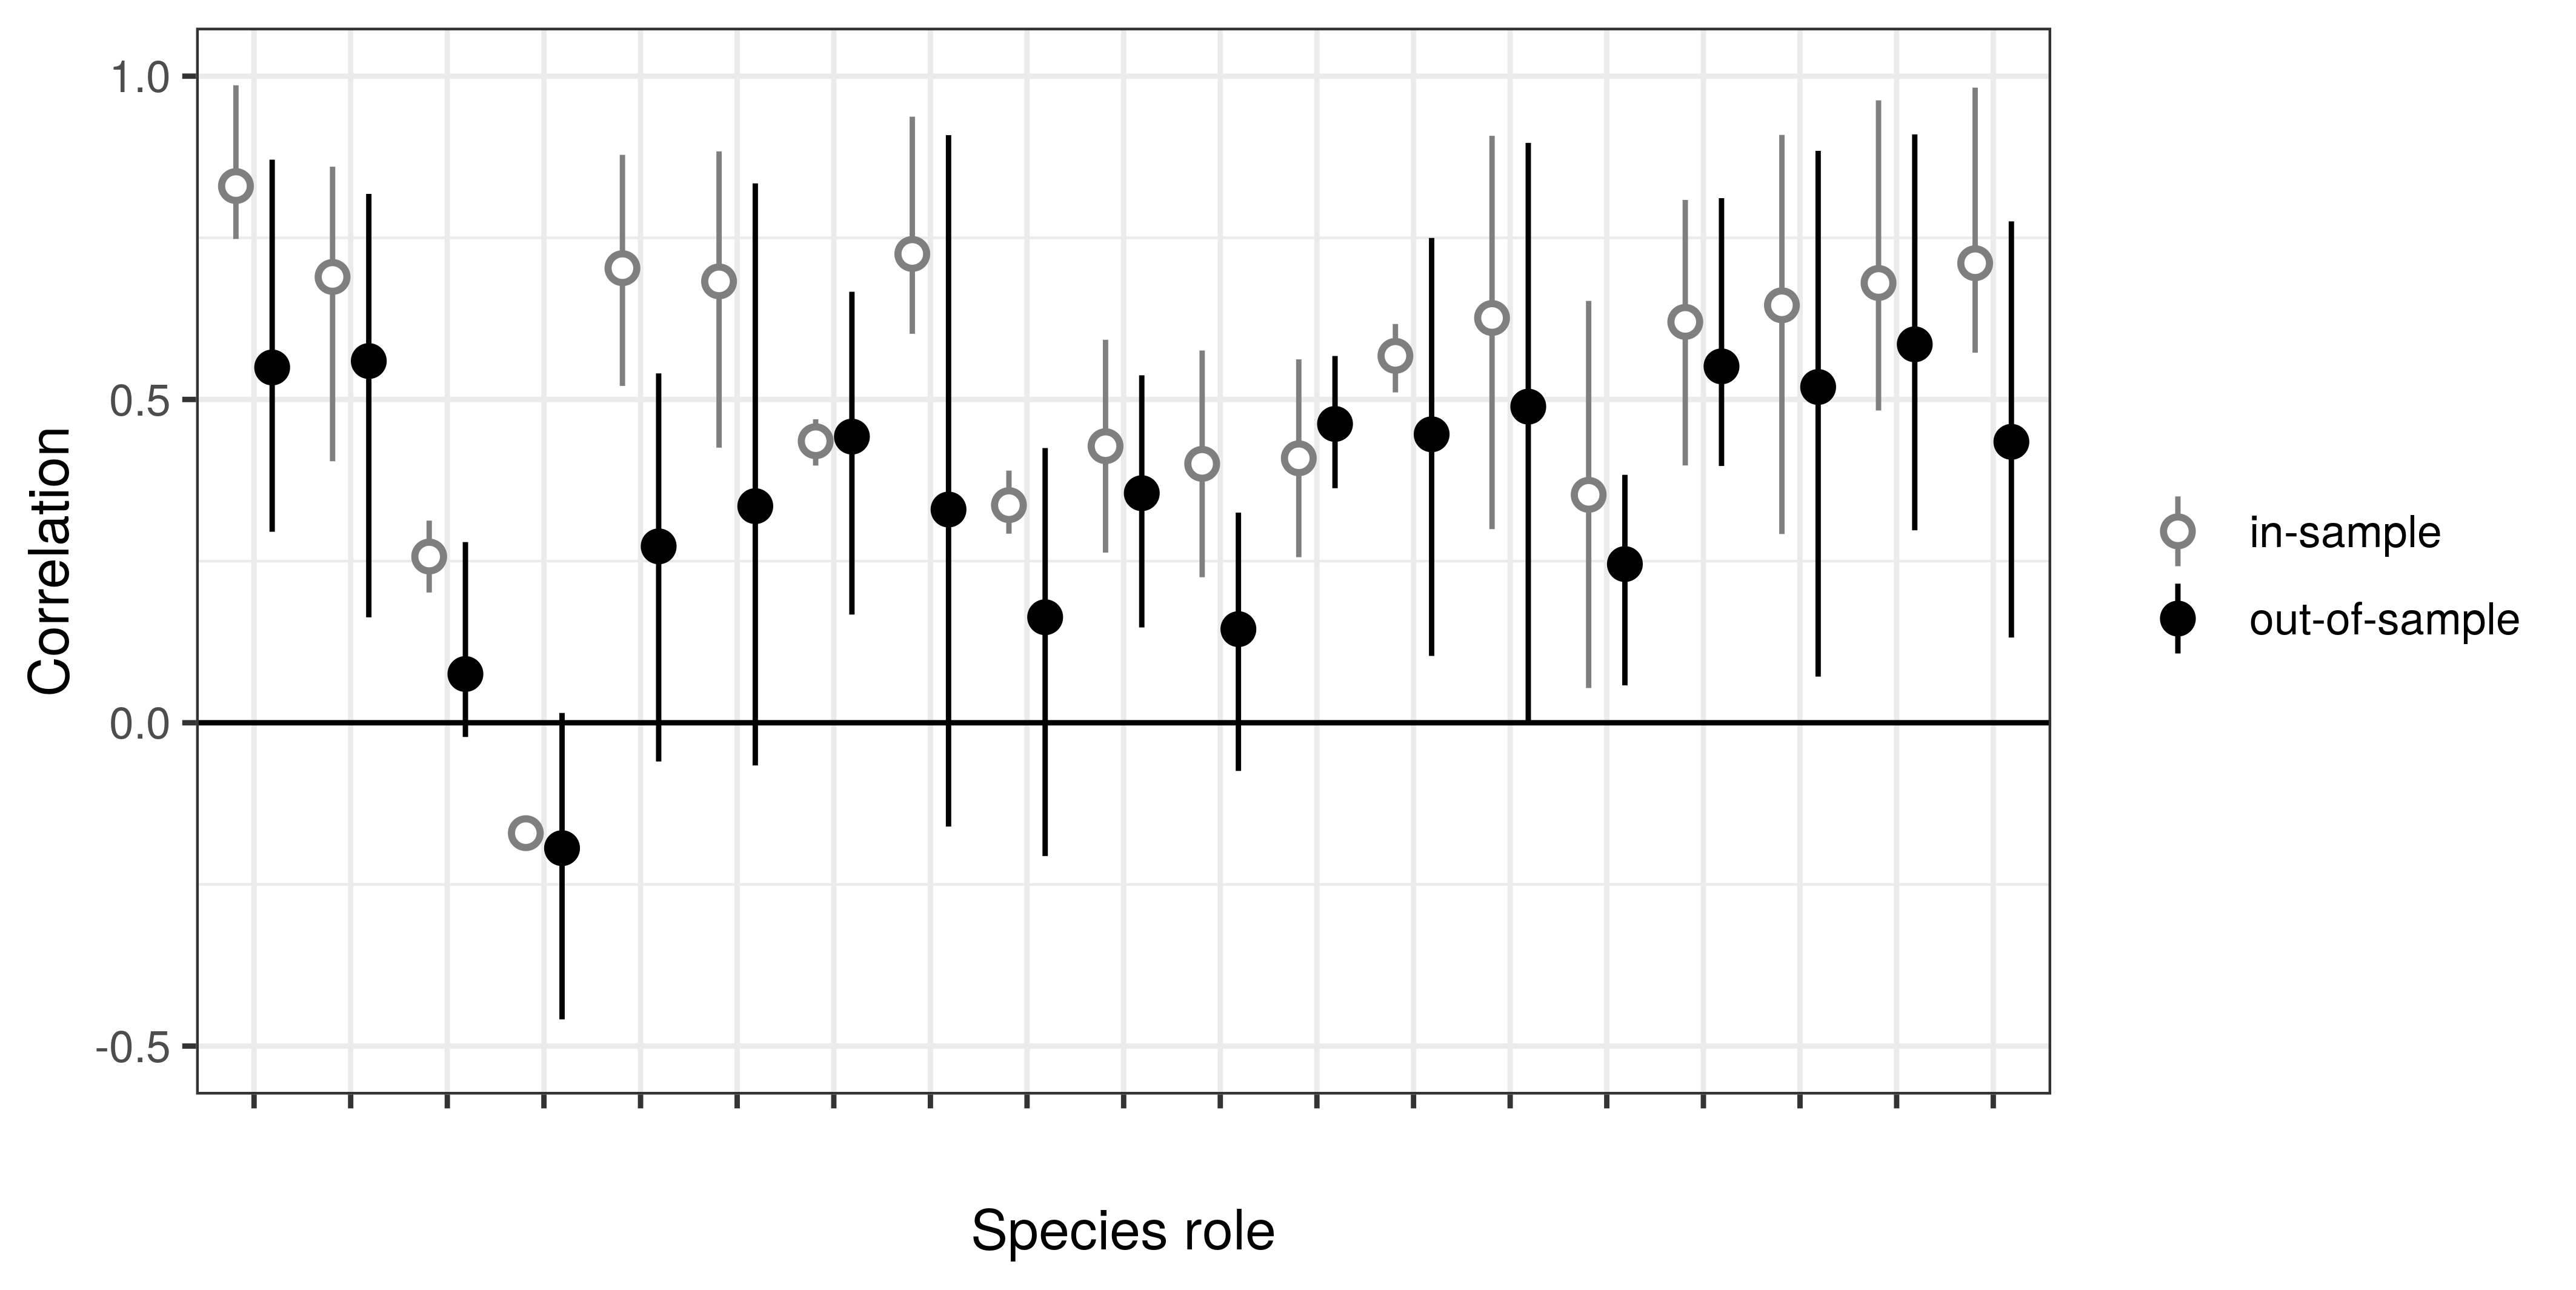 1.0
0.5
0.0
-0.5
Correlation
Species role
in-sample
out-of-sample